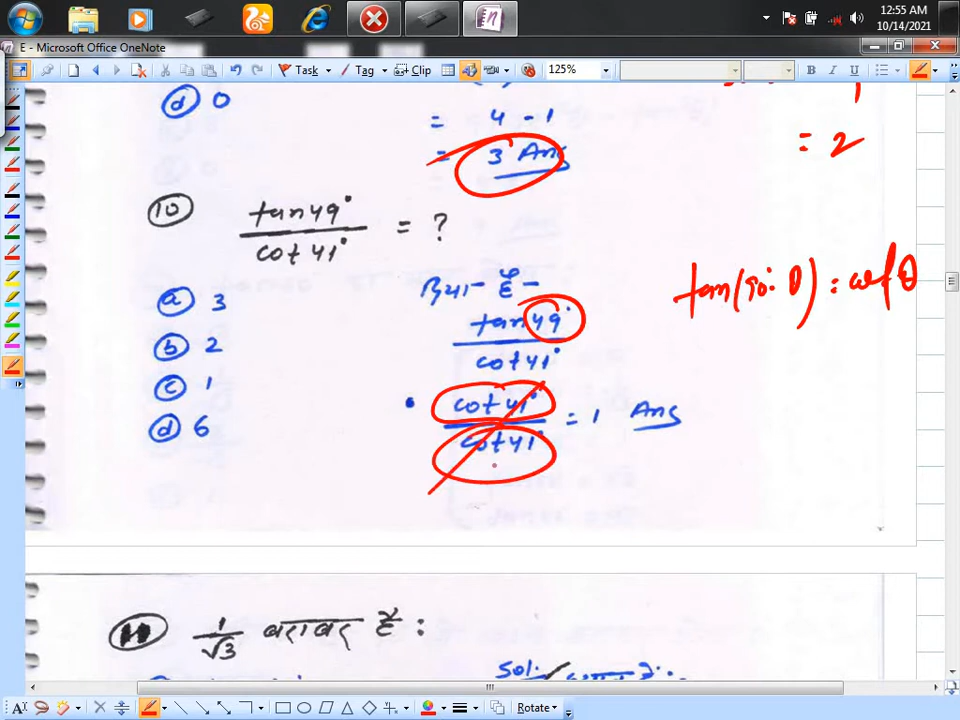 12:55 AM
10/14/2021
E - Microsoft Office OneNote
Task Tag Clip 125% B I U
d 0
= 4 - 1
= 3 Ans
1
= 2
10 tan49° / cot41° = ?
tan(90°-θ) = cotθ
दिया है -
a 3
tan49°
b 2
cot41°
c 1
cot41° / cot41° = 1 Ans
d 6
11 1/√3 बराबर है :
Sol.
Rotate